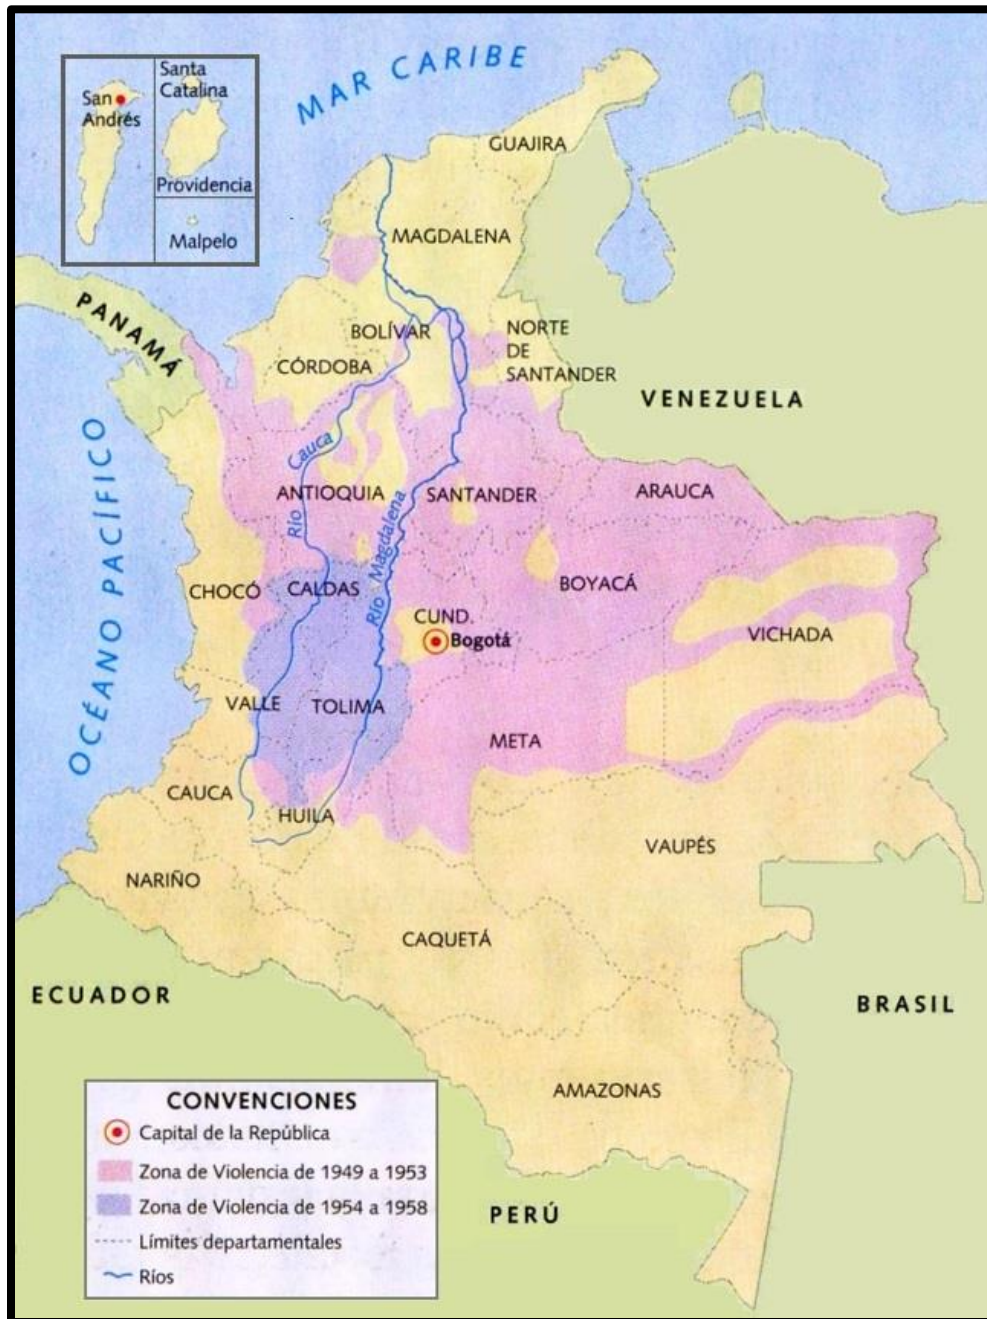 MAR CARIBE
Santa
Catalina
San
Andrés
Providencia
Malpelo
GUAJIRA
MAGDALENA
PANAMÁ
BOLÍVAR
NORTE
DE
SANTANDER
CÓRDOBA
VENEZUELA
OCÉANO PACÍFICO
Río Cauca
ANTIOQUIA
SANTANDER
ARAUCA
Río Magdalena
CHOCÓ
CALDAS
BOYACÁ
CUND.
Bogotá
VICHADA
VALLE
TOLIMA
META
CAUCA
HUILA
VAUPÉS
NARIÑO
CAQUETÁ
ECUADOR
BRASIL
AMAZONAS
PERÚ
CONVENCIONES
Capital de la República
Zona de Violencia de 1949 a 1953
Zona de Violencia de 1954 a 1958
Límites departamentales
Ríos